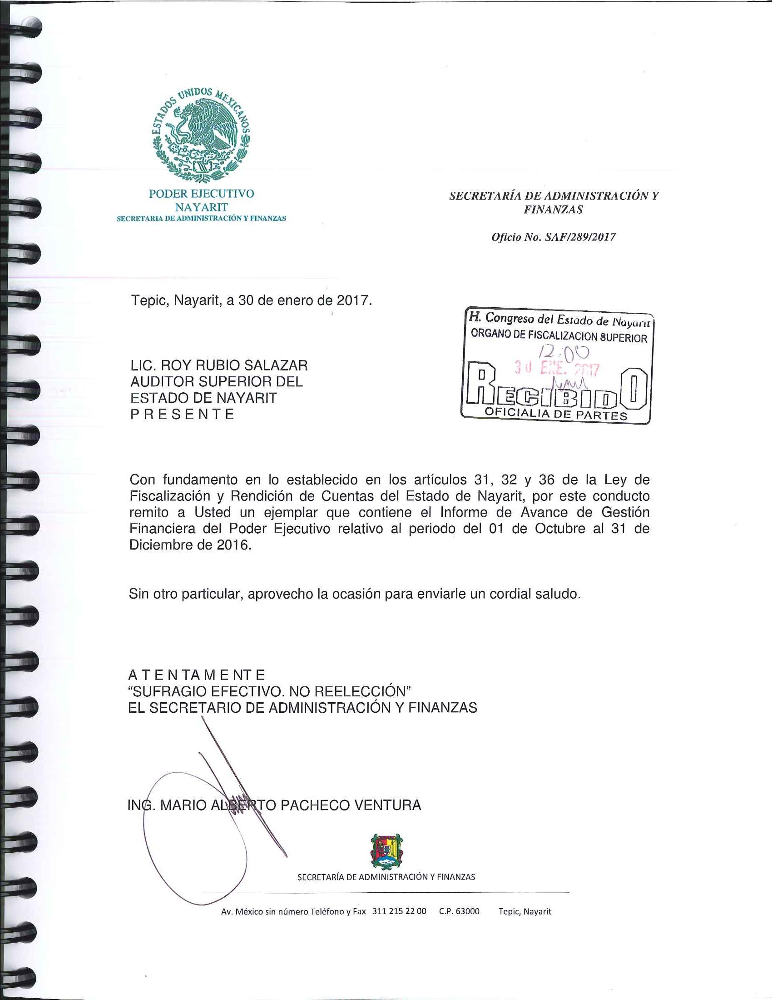 ESTADOS UNIDOS MEXICANOS
PODER EJECUTIVO
NAYARIT
SECRETARIA DE ADMINISTRACIÓN Y FINANZAS
SECRETARÍA DE ADMINISTRACIÓN Y
FINANZAS
Oficio No. SAF/289/2017
Tepic, Nayarit, a 30 de enero de 2017.
H. Congreso del Estado de Nayarit
ORGANO DE FISCALIZACION SUPERIOR
12:00
30 ENE. 2017
RECIBIDO
OFICIALIA DE PARTES
LIC. ROY RUBIO SALAZAR
AUDITOR SUPERIOR DEL
ESTADO DE NAYARIT
P R E S E N T E
Con fundamento en lo establecido en los artículos 31, 32 y 36 de la Ley de
Fiscalización y Rendición de Cuentas del Estado de Nayarit, por este conducto
remito a Usted un ejemplar que contiene el Informe de Avance de Gestión
Financiera del Poder Ejecutivo relativo al periodo del 01 de Octubre al 31 de
Diciembre de 2016.
Sin otro particular, aprovecho la ocasión para enviarle un cordial saludo.
A T E N TA M E NT E
“SUFRAGIO EFECTIVO. NO REELECCIÓN”
EL SECRETARIO DE ADMINISTRACIÓN Y FINANZAS
ING. MARIO ALBERTO PACHECO VENTURA
SECRETARÍA DE ADMINISTRACIÓN Y FINANZAS
Av. México sin número Teléfono y Fax 311 215 22 00 C.P. 63000 Tepic, Nayarit